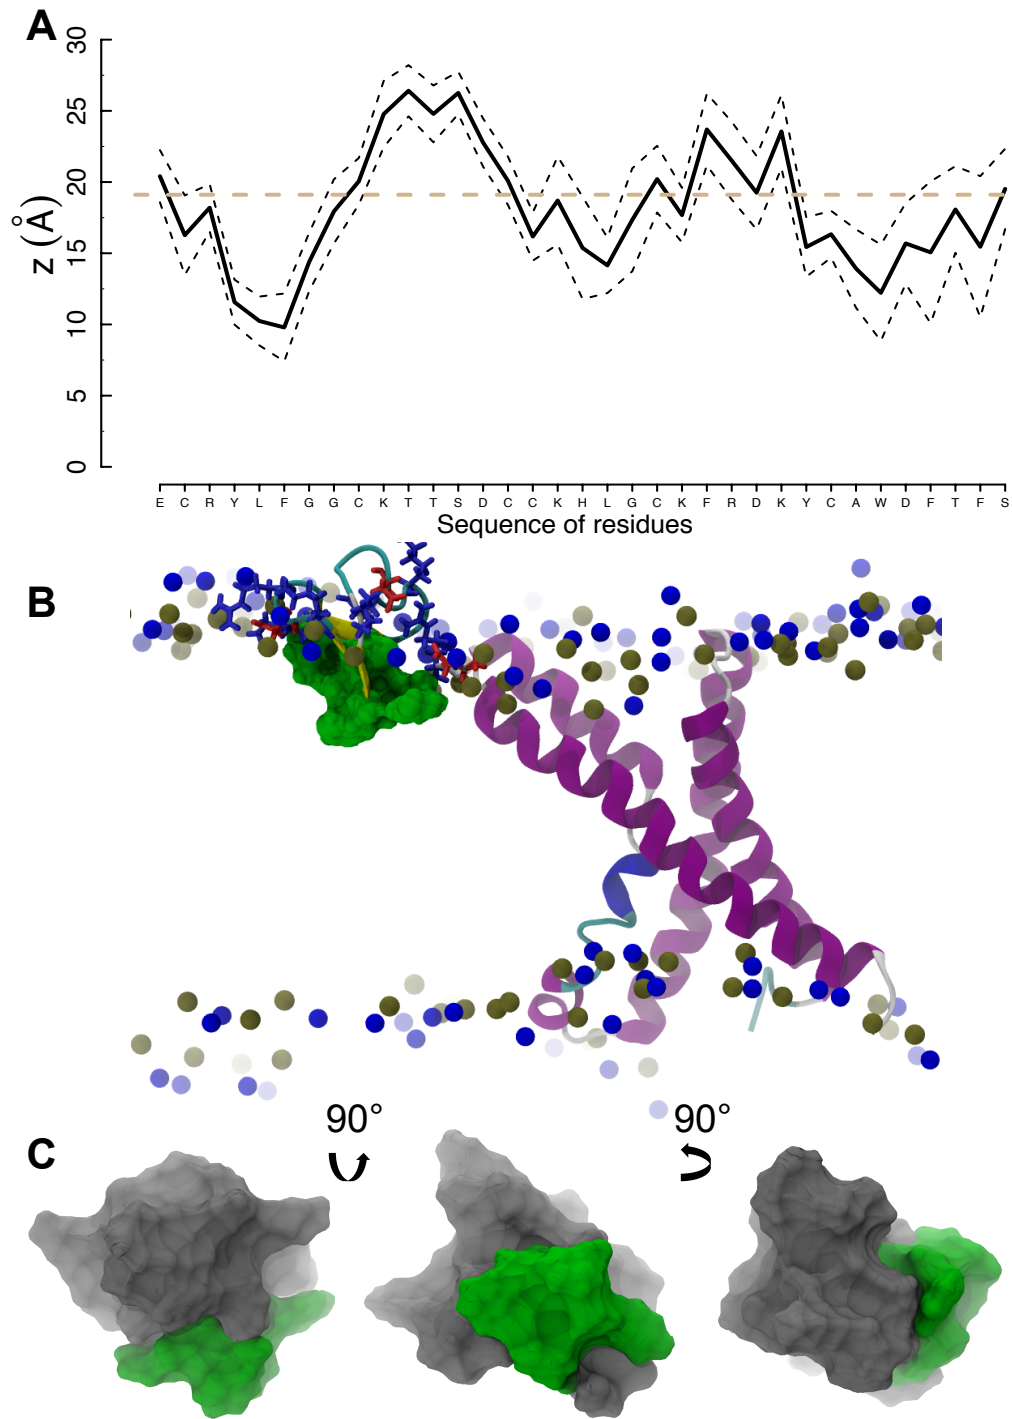 A
30
25
20
15
10
5
0
z (Å)
E C R Y L F G G C K T T S D C C K H L G C K F R D K Y C A W D F T F S
Sequence of residues
B
90° 90°
C